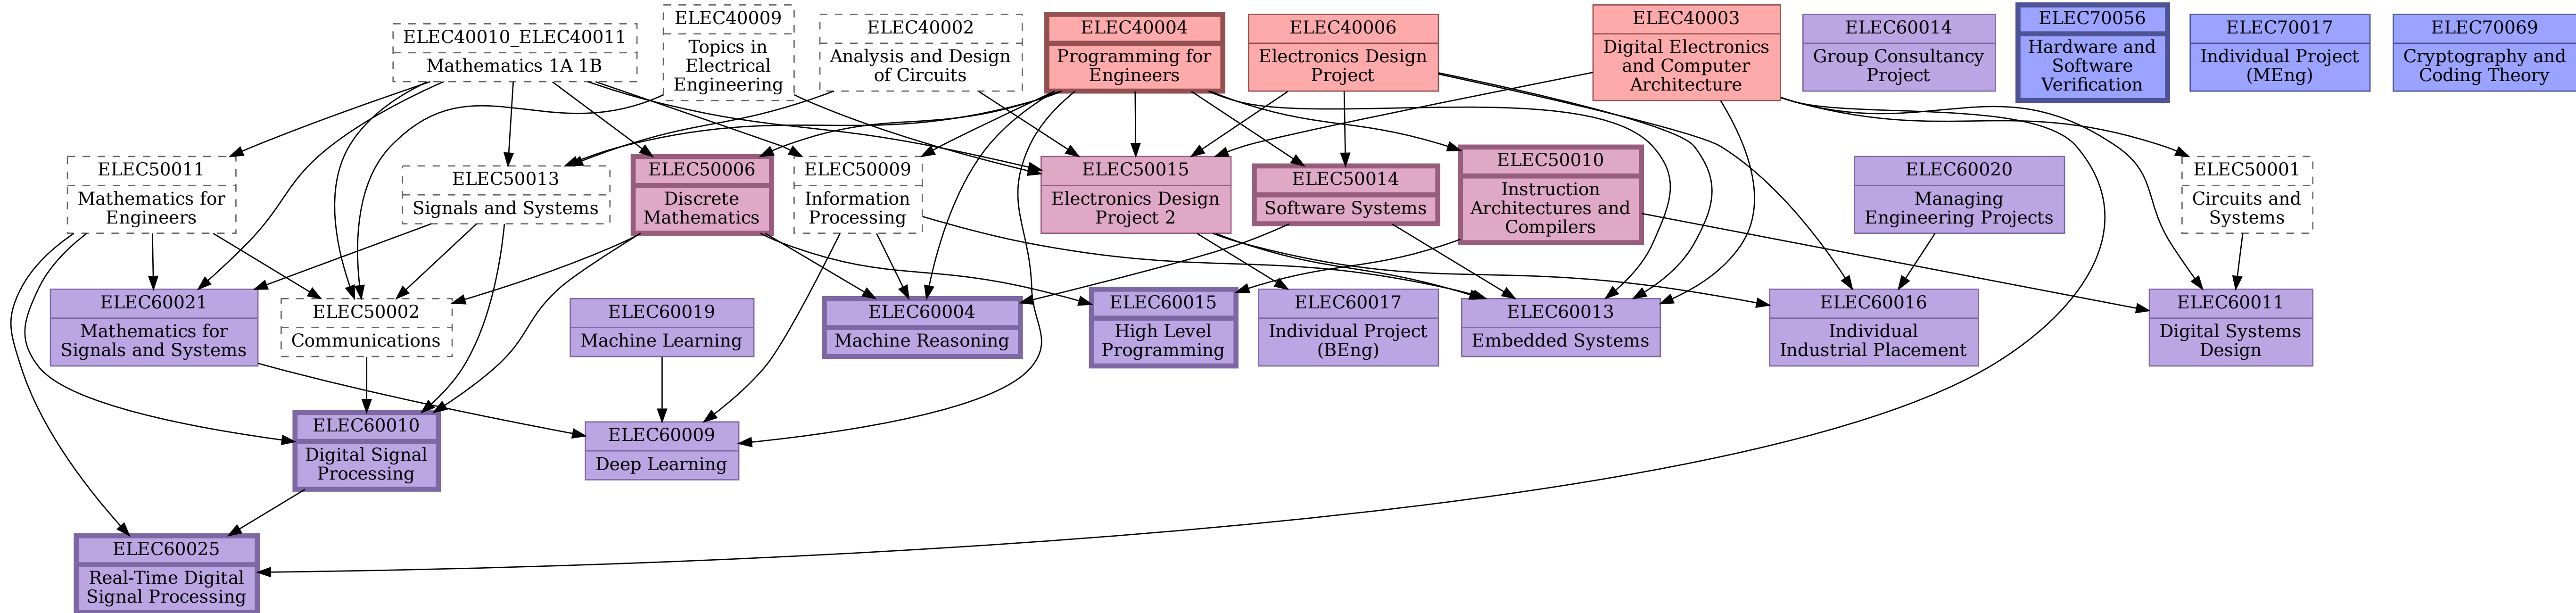 ELEC40010_ELEC40011
Mathematics 1A 1B
ELEC40009
Topics in
Electrical
Engineering
ELEC40002
Analysis and Design
of Circuits
ELEC40004
Programming for
Engineers
ELEC40006
Electronics Design
Project
ELEC40003
Digital Electronics
and Computer
Architecture
ELEC60014
Group Consultancy
Project
ELEC70056
Hardware and
Software
Verification
ELEC70017
Individual Project
(MEng)
ELEC70069
Cryptography and
Coding Theory
ELEC50011
Mathematics for
Engineers
ELEC50013
Signals and Systems
ELEC50006
Discrete
Mathematics
ELEC50009
Information
Processing
ELEC50015
Electronics Design
Project 2
ELEC50014
Software Systems
ELEC50010
Instruction
Architectures and
Compilers
ELEC60020
Managing
Engineering Projects
ELEC50001
Circuits and
Systems
ELEC60021
Mathematics for
Signals and Systems
ELEC50002
Communications
ELEC60019
Machine Learning
ELEC60004
Machine Reasoning
ELEC60015
High Level
Programming
ELEC60017
Individual Project
(BEng)
ELEC60013
Embedded Systems
ELEC60016
Individual
Industrial Placement
ELEC60011
Digital Systems
Design
ELEC60010
Digital Signal
Processing
ELEC60009
Deep Learning
ELEC60025
Real-Time Digital
Signal Processing